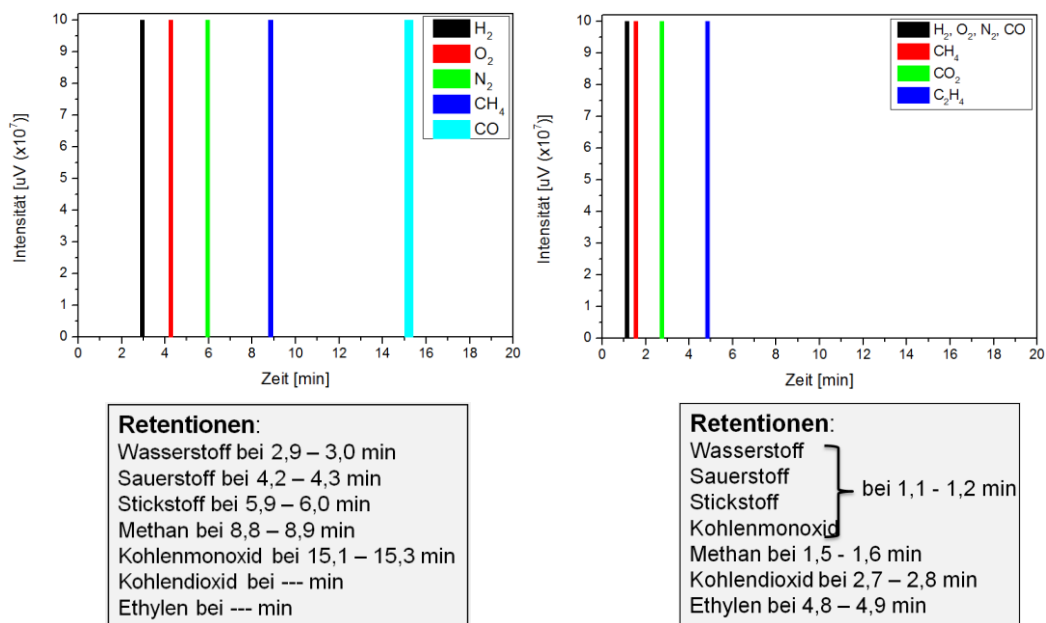 10
9
8
7
6
5
4
3
2
1
0
Intensität [uV (x10⁷)]
H₂
O₂
N₂
CH₄
CO
0 2 4 6 8 10 12 14 16 18 20
Zeit [min]
Retentionen:
Wasserstoff bei 2,9 – 3,0 min
Sauerstoff bei 4,2 – 4,3 min
Stickstoff bei 5,9 – 6,0 min
Methan bei 8,8 – 8,9 min
Kohlenmonoxid bei 15,1 – 15,3 min
Kohlendioxid bei --- min
Ethylen bei --- min
10
9
8
7
6
5
4
3
2
1
0
Intensität [uV (x10⁷)]
H₂, O₂, N₂, CO
CH₄
CO₂
C₂H₄
0 2 4 6 8 10 12 14 16 18 20
Zeit [min]
Retentionen:
Wasserstoff
Sauerstoff
Stickstoff
Kohlenmonoxid
bei 1,1 - 1,2 min
Methan bei 1,5 - 1,6 min
Kohlendioxid bei 2,7 – 2,8 min
Ethylen bei 4,8 – 4,9 min